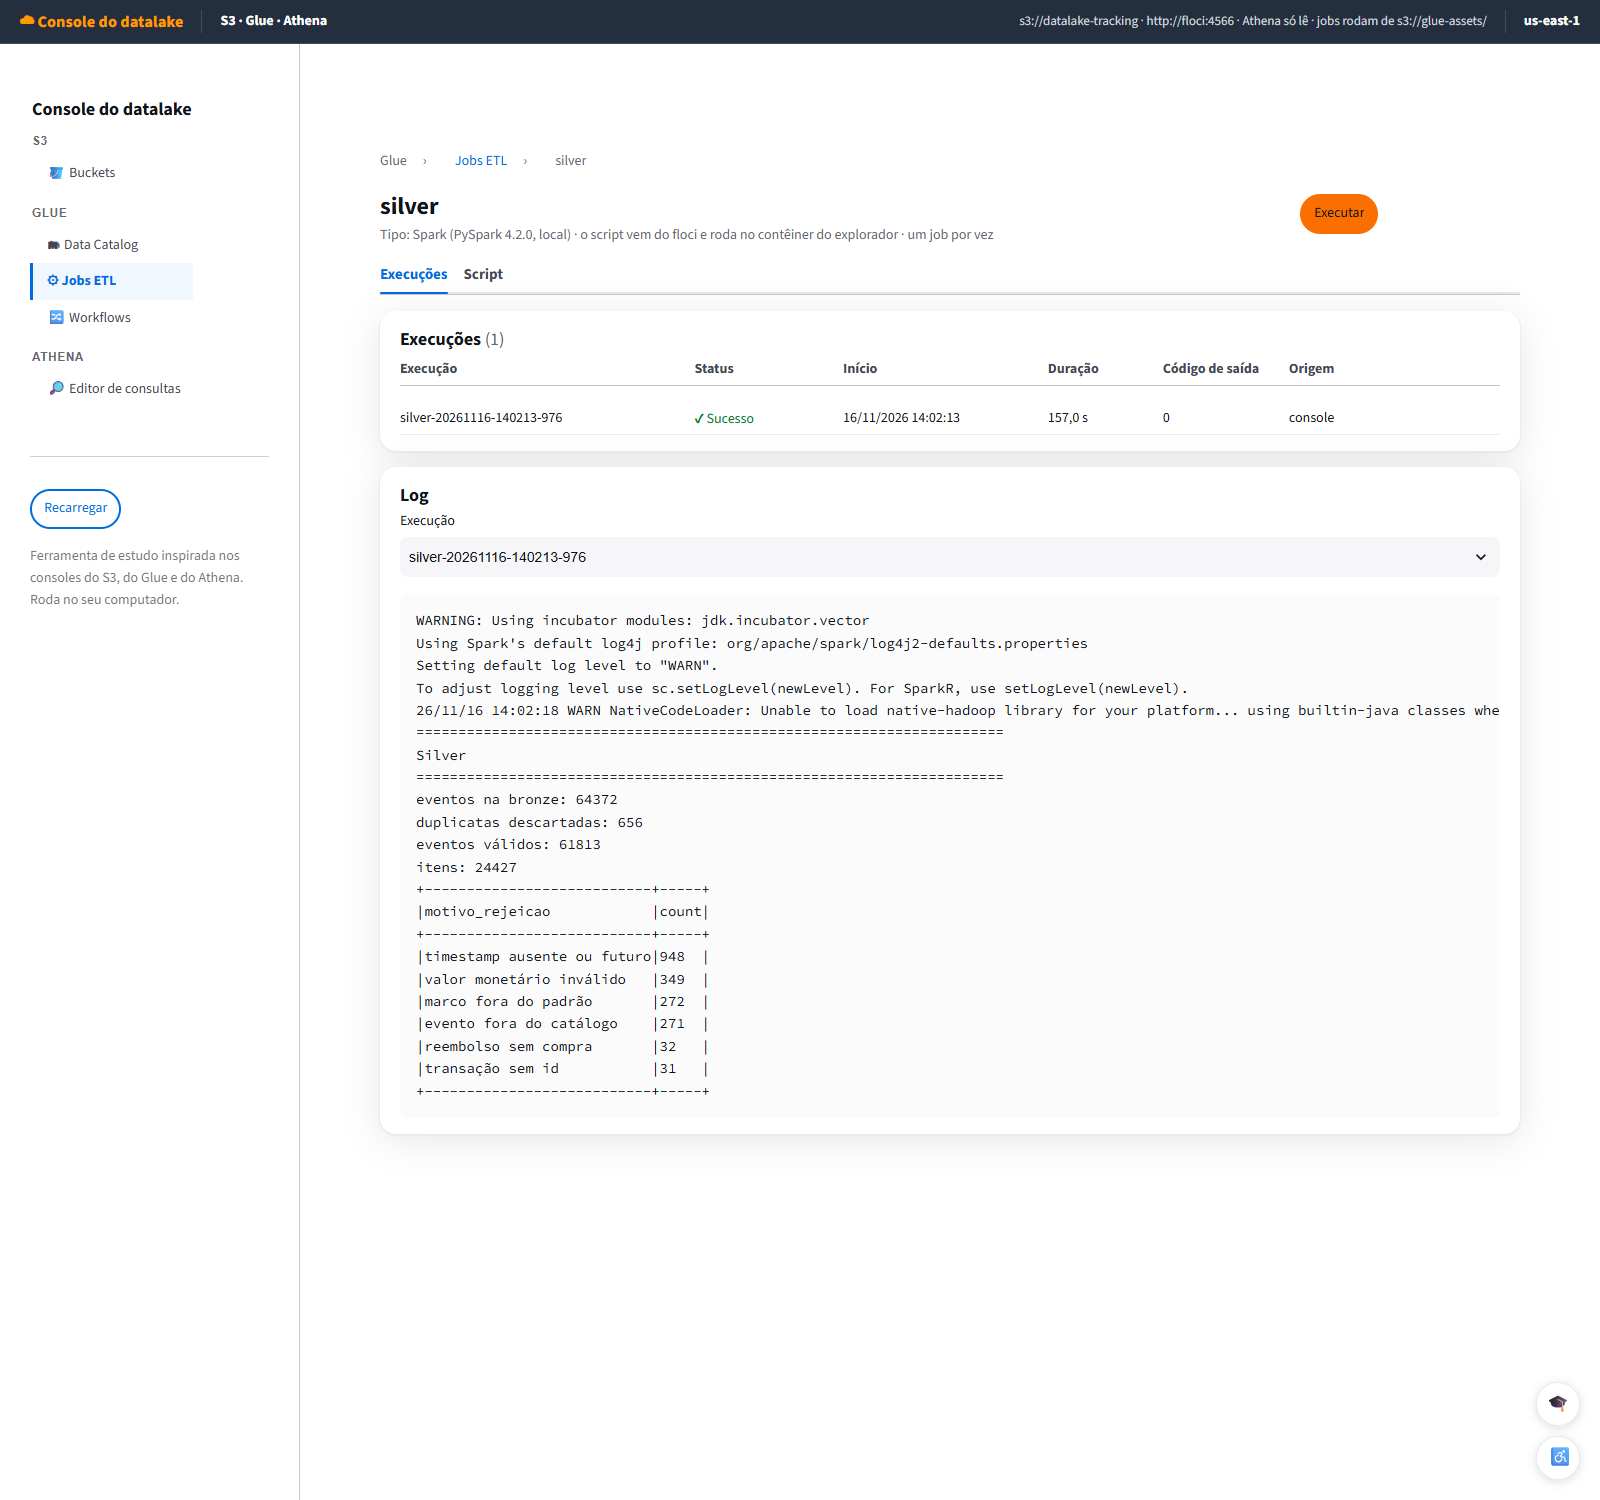 Console do datalake
S3 · Glue · Athena
s3://datalake-tracking · http://floci:4566 · Athena só lê · jobs rodam de s3://glue-assets/
us-east-1
Console do datalake
S3
Buckets
GLUE
Data Catalog
Jobs ETL
Workflows
ATHENA
Editor de consultas
Recarregar
Ferramenta de estudo inspirada nos
consoles do S3, do Glue e do Athena.
Roda no seu computador.
Glue › Jobs ETL › silver
silver
Executar
Tipo: Spark (PySpark 4.2.0, local) · o script vem do floci e roda no contêiner do explorador · um job por vez
Execuções Script
Execuções (1)
Execução Status Início Duração Código de saída Origem
silver-20261116-140213-976 ✓ Sucesso 16/11/2026 14:02:13 157,0 s 0 console
Log
Execução
silver-20261116-140213-976
WARNING: Using incubator modules: jdk.incubator.vector
Using Spark's default log4j profile: org/apache/spark/log4j2-defaults.properties
Setting default log level to "WARN".
To adjust logging level use sc.setLogLevel(newLevel). For SparkR, use setLogLevel(newLevel).
26/11/16 14:02:18 WARN NativeCodeLoader: Unable to load native-hadoop library for your platform... using builtin-java classes whe
======================================================================
Silver
======================================================================
eventos na bronze: 64372
duplicatas descartadas: 656
eventos válidos: 61813
itens: 24427
+---------------------------+-----+
|motivo_rejeicao            |count|
+---------------------------+-----+
|timestamp ausente ou futuro|948  |
|valor monetário inválido   |349  |
|marco fora do padrão       |272  |
|evento fora do catálogo    |271  |
|reembolso sem compra       |32   |
|transação sem id           |31   |
+---------------------------+-----+